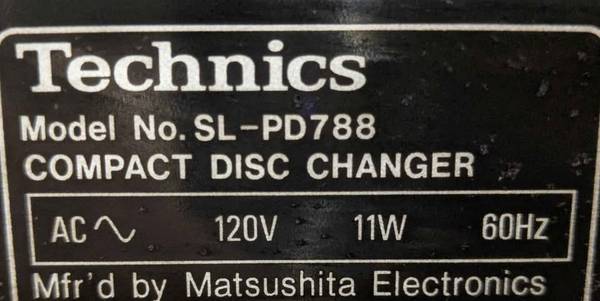 Technics
Model No. SL-PD788
COMPACT DISC CHANGER
AC∿ 120V 11W 60Hz
Mfr'd by Matsushita Electronics